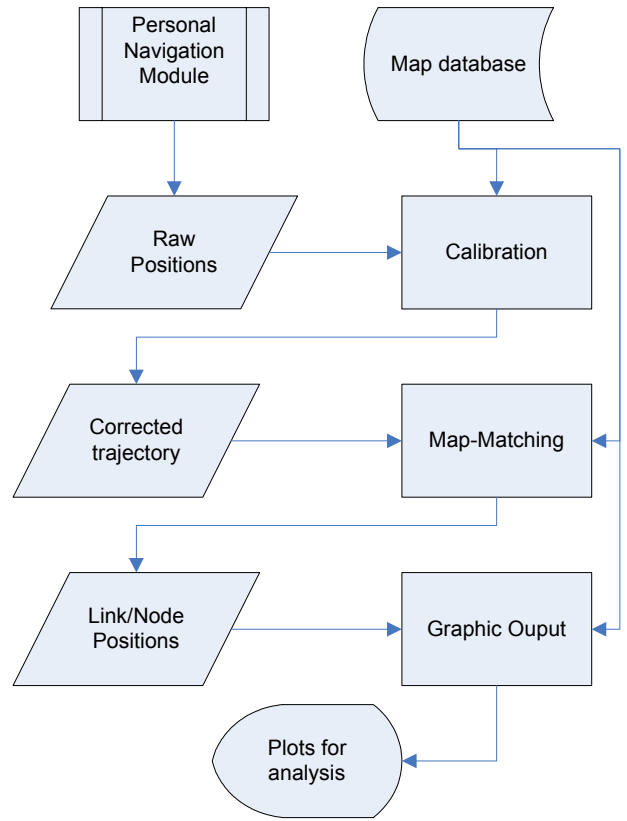 Personal
Navigation
Module
Map database
Raw
Positions
Calibration
Corrected
trajectory
Map-Matching
Link/Node
Positions
Graphic Ouput
Plots for
analysis